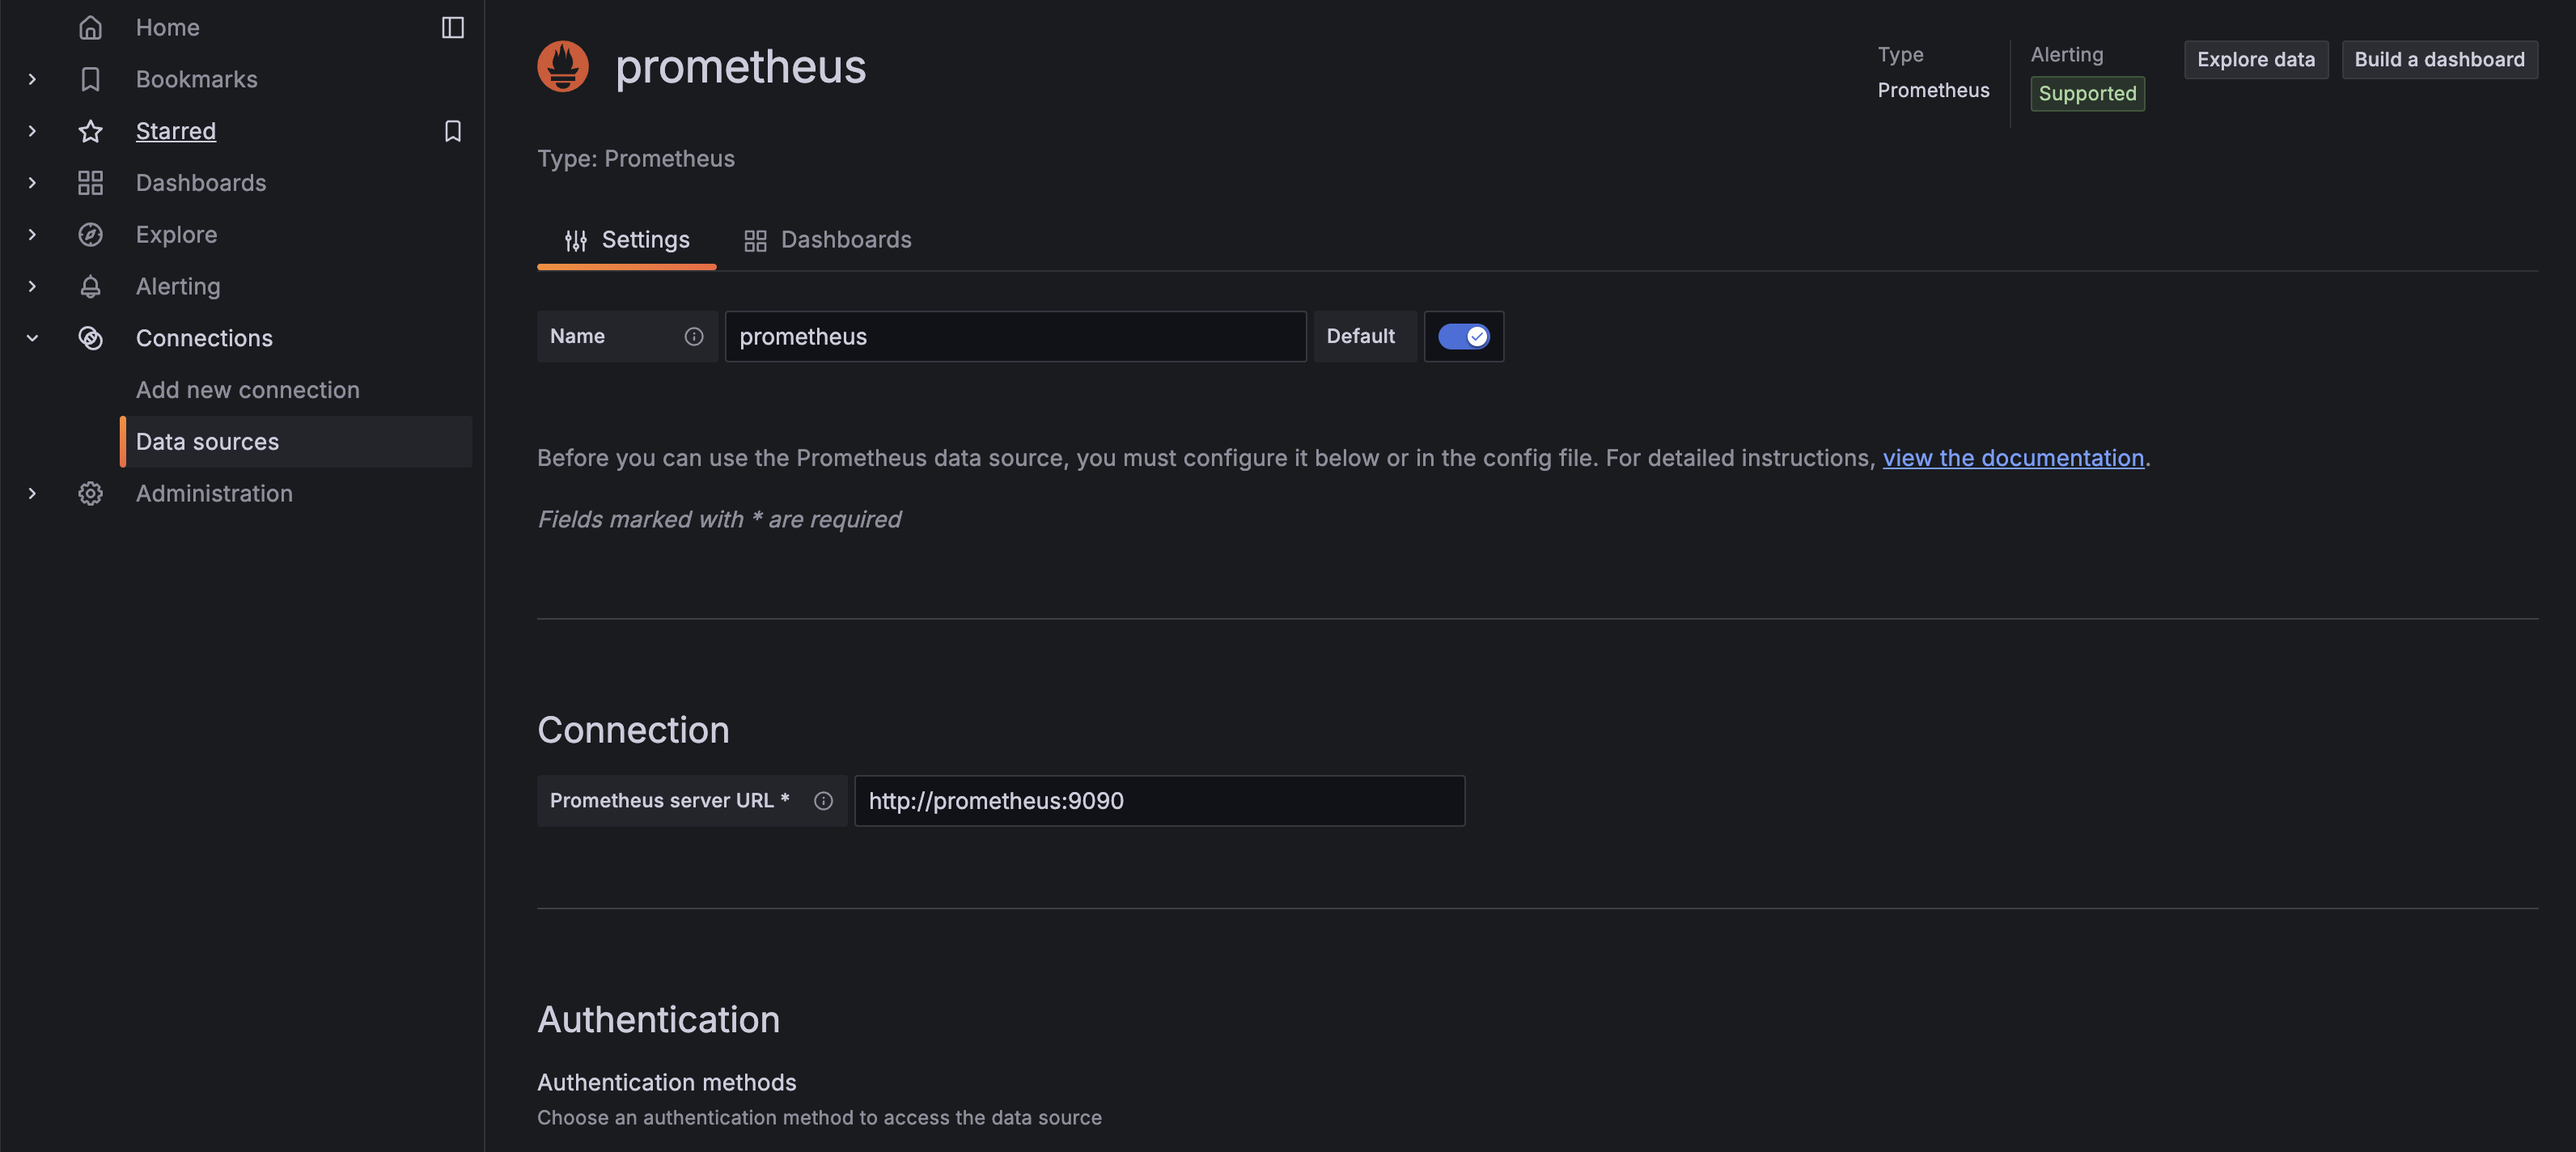 Home
Bookmarks
Starred
Dashboards
Explore
Alerting
Connections
Add new connection
Data sources
Administration
prometheus
Type
Prometheus
Alerting
Supported
Explore data
Build a dashboard
Type: Prometheus
Settings
Dashboards
Name
prometheus
Default
Before you can use the Prometheus data source, you must configure it below or in the config file. For detailed instructions, view the documentation.
Fields marked with * are required
Connection
Prometheus server URL *
http://prometheus:9090
Authentication
Authentication methods
Choose an authentication method to access the data source